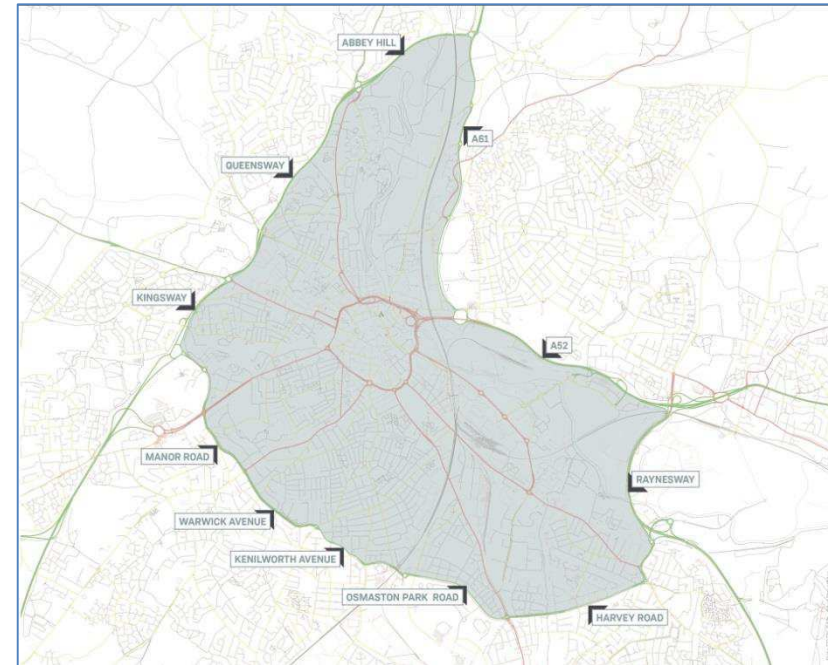 ABBEY HILL
A61
QUEENSWAY
KINGSWAY
A52
MANOR ROAD
RAYNESWAY
WARWICK AVENUE
KENILWORTH AVENUE
OSMASTON PARK ROAD
HARVEY ROAD